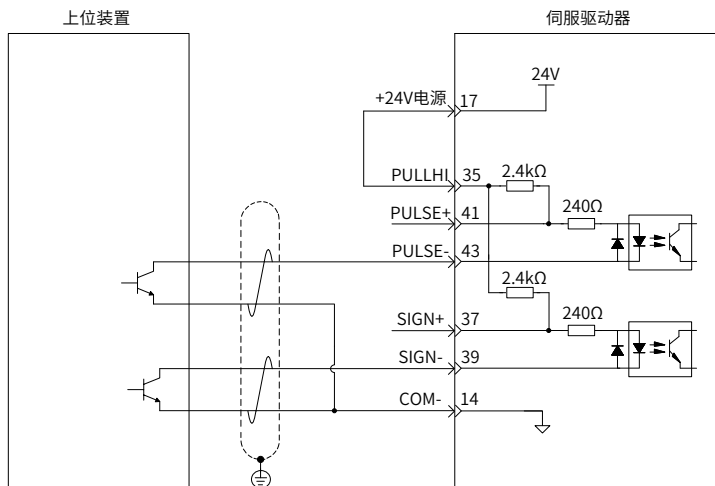 上位装置
伺服驱动器
24V
+24V电源
17
PULLHI
35
2.4kΩ
PULSE+
41
240Ω
PULSE-
43
2.4kΩ
SIGN+
37
240Ω
SIGN-
39
COM-
14